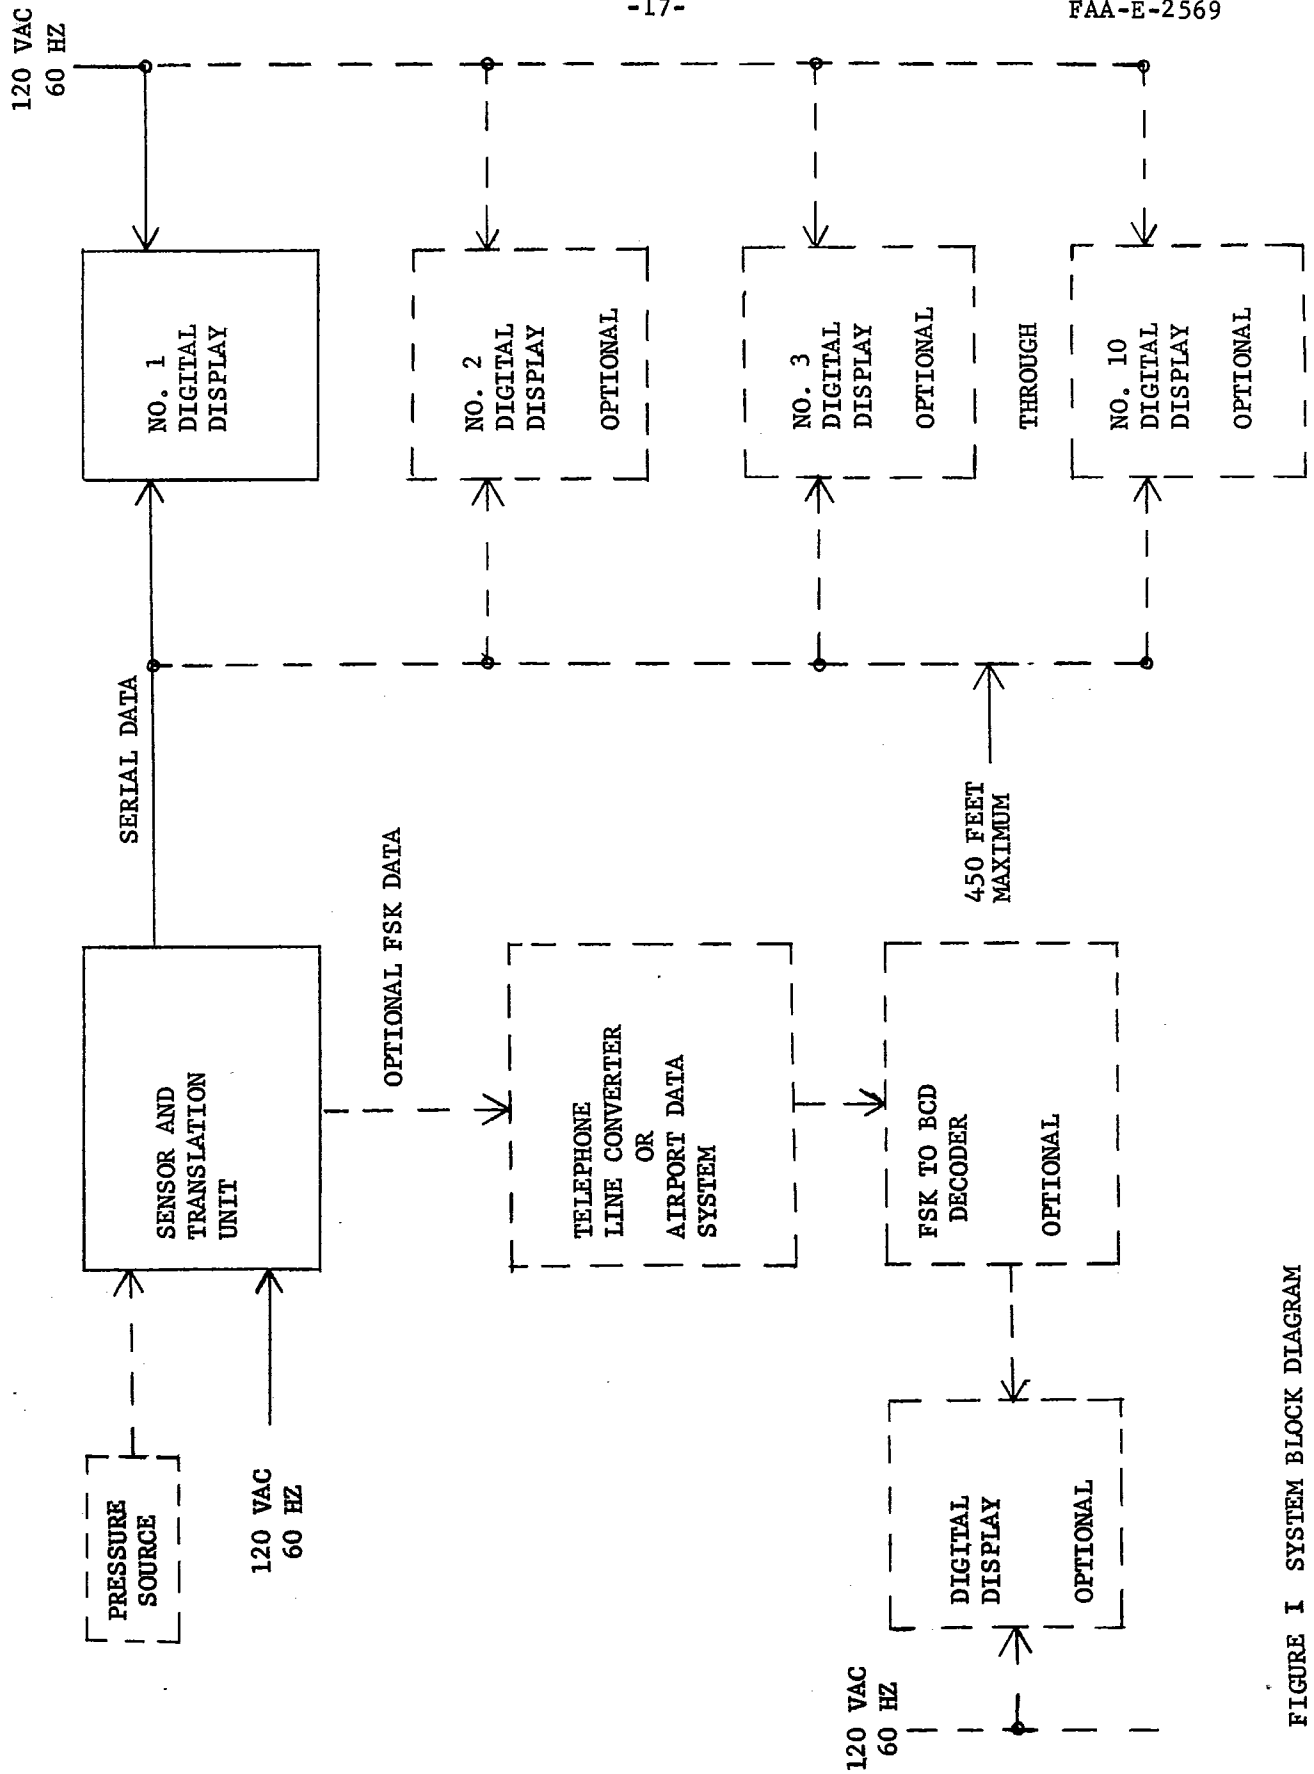 -17-
FAA-E-2569
120 VAC
60 HZ
PRESSURE
SOURCE
120 VAC
60 HZ
SENSOR AND
TRANSLATION
UNIT
SERIAL DATA
NO. 1
DIGITAL
DISPLAY
OPTIONAL FSK DATA
NO. 2
DIGITAL
DISPLAY
OPTIONAL
TELEPHONE
LINE CONVERTER
OR
AIRPORT DATA
SYSTEM
NO. 3
DIGITAL
DISPLAY
OPTIONAL
THROUGH
450 FEET
MAXIMUM
NO. 10
DIGITAL
DISPLAY
OPTIONAL
FSK TO BCD
DECODER
OPTIONAL
DIGITAL
DISPLAY
OPTIONAL
120 VAC
60 HZ
FIGURE I SYSTEM BLOCK DIAGRAM